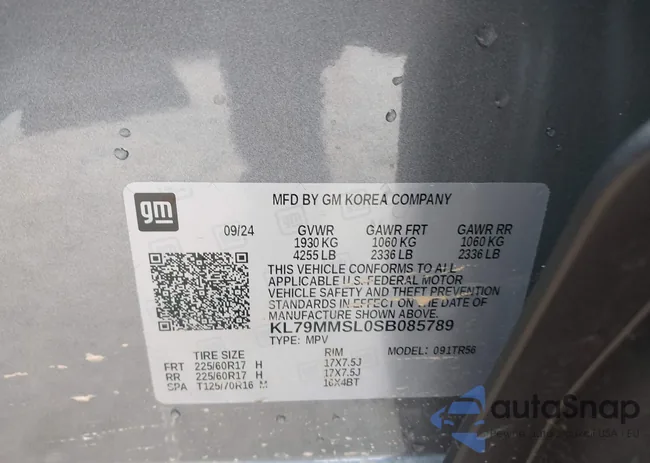 MFD BY GM KOREA COMPANY
gm
09/24 GVWR GAWR FRT GAWR RR
1930 KG 1060 KG 1060 KG
4255 LB 2336 LB 2336 LB
THIS VEHICLE CONFORMS TO ALL
APPLICABLE U.S. FEDERAL MOTOR
VEHICLE SAFETY AND THEFT PREVENTION
STANDARDS IN EFFECT ON THE DATE OF
MANUFACTURE SHOWN ABOVE.
KL79MMSL0SB085789
TYPE: MPV MODEL: 091TR56
TIRE SIZE RIM
FRT 225/60R17 H 17X7.5J
RR 225/60R17 H 17X7.5J
SPA T125/70R16 M 16X4BT
autoSnap